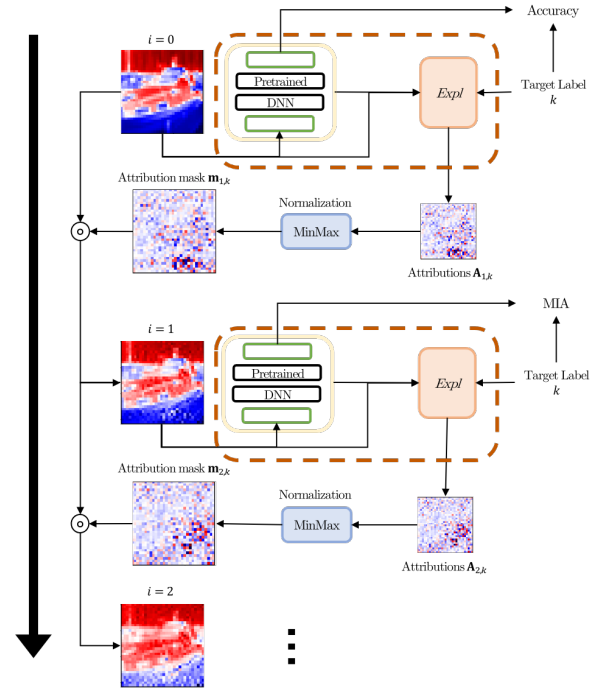 Accuracy
i = 0
Pretrained
DNN
Expl
Target Label
k
Attribution mask m1,k
Normalization
MinMax
Attributions A1,k
MIA
i = 1
Pretrained
DNN
Expl
Target Label
k
Attribution mask m2,k
Normalization
MinMax
Attributions A2,k
i = 2